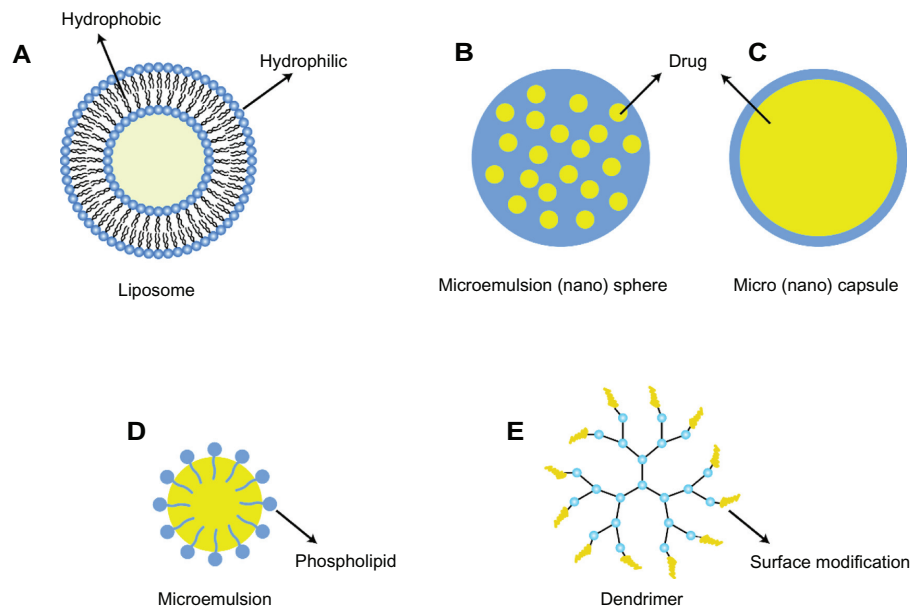 A
Hydrophobic
Hydrophilic
Liposome
B
Drug
C
Microemulsion (nano) sphere
Micro (nano) capsule
D
Phospholipid
Microemulsion
E
Surface modification
Dendrimer